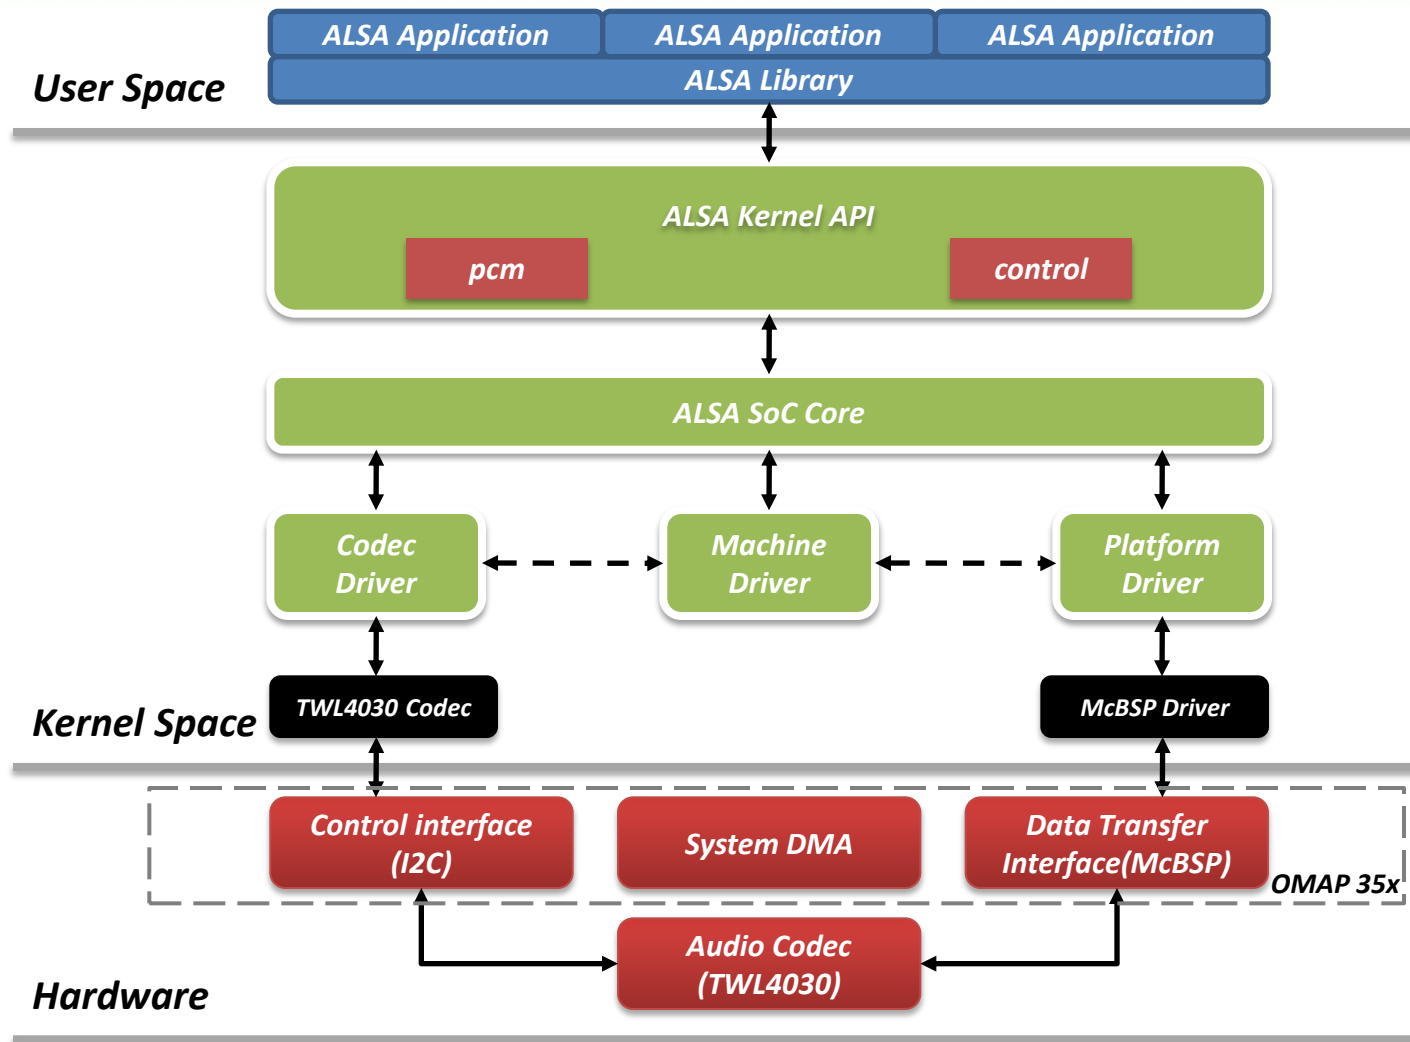 ALSA Application
ALSA Application
ALSA Application
ALSA Library
User Space
ALSA Kernel API
pcm
control
ALSA SoC Core
Codec
Driver
Machine
Driver
Platform
Driver
TWL4030 Codec
McBSP Driver
Kernel Space
Control interface
(I2C)
System DMA
Data Transfer
Interface(McBSP)
OMAP 35x
Audio Codec
(TWL4030)
Hardware